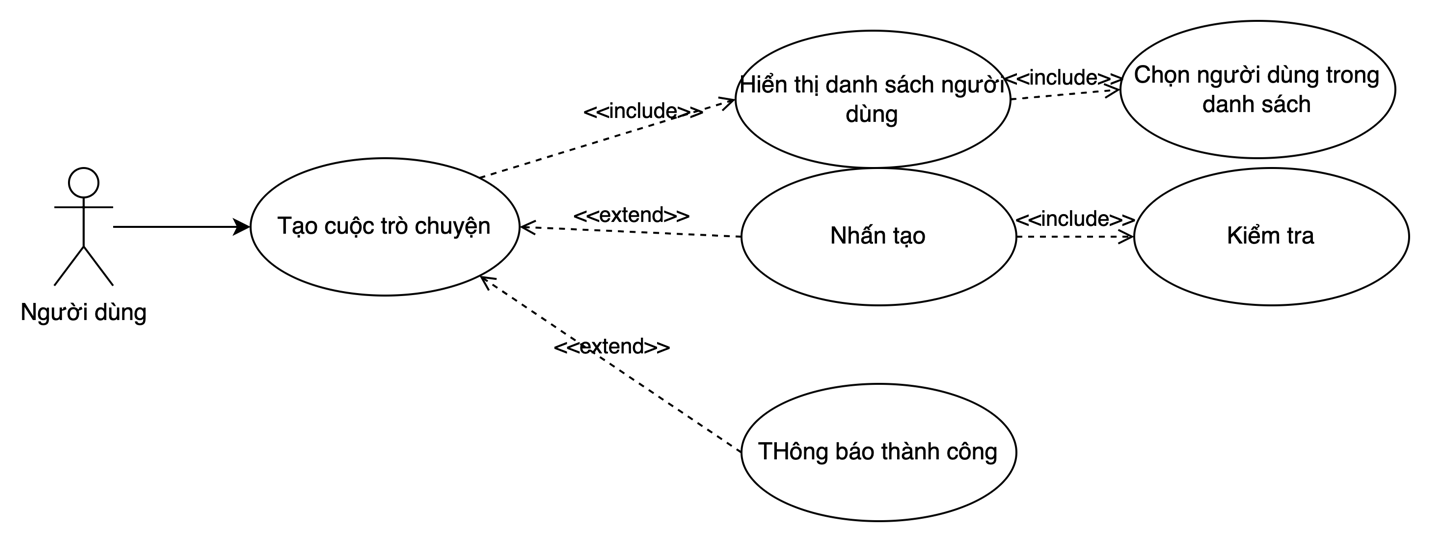 Hiển thị danh sách người
dùng
<<include>>
Chọn người dùng trong
danh sách
<<include>>
Người dùng
Tạo cuộc trò chuyện
<<extend>>
Nhấn tạo
<<include>>
Kiểm tra
<<extend>>
THông báo thành công